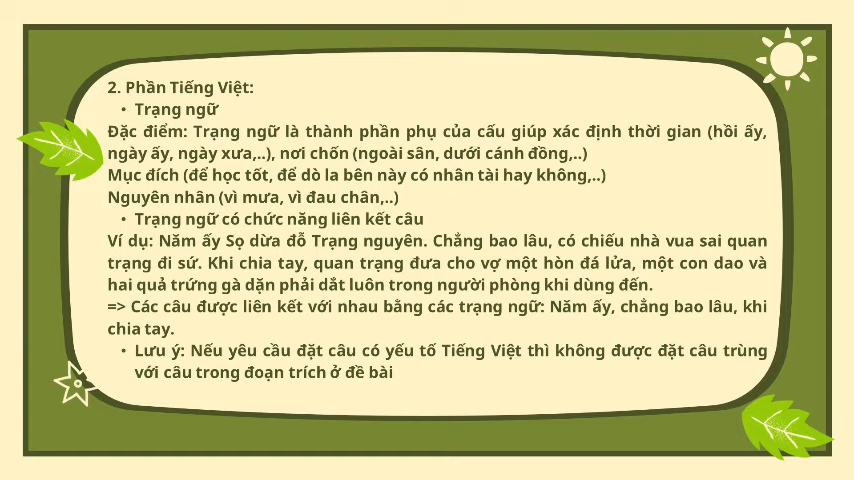 2. Phần Tiếng Việt:
• Trạng ngữ
Đặc điểm: Trạng ngữ là thành phần phụ của cấu giúp xác định thời gian (hồi ấy,
ngày ấy, ngày xưa,..), nơi chốn (ngoài sân, dưới cánh đồng,..)
Mục đích (để học tốt, để dò la bên này có nhân tài hay không,..)
Nguyên nhân (vì mưa, vì đau chân,..)
• Trạng ngữ có chức năng liên kết câu
Ví dụ: Năm ấy Sọ dừa đỗ Trạng nguyên. Chẳng bao lâu, có chiếu nhà vua sai quan
trạng đi sứ. Khi chia tay, quan trạng đưa cho vợ một hòn đá lửa, một con dao và
hai quả trứng gà dặn phải dắt luôn trong người phòng khi dùng đến.
=> Các câu được liên kết với nhau bằng các trạng ngữ: Năm ấy, chẳng bao lâu, khi
chia tay.
• Lưu ý: Nếu yêu cầu đặt câu có yếu tố Tiếng Việt thì không được đặt câu trùng
với câu trong đoạn trích ở đề bài